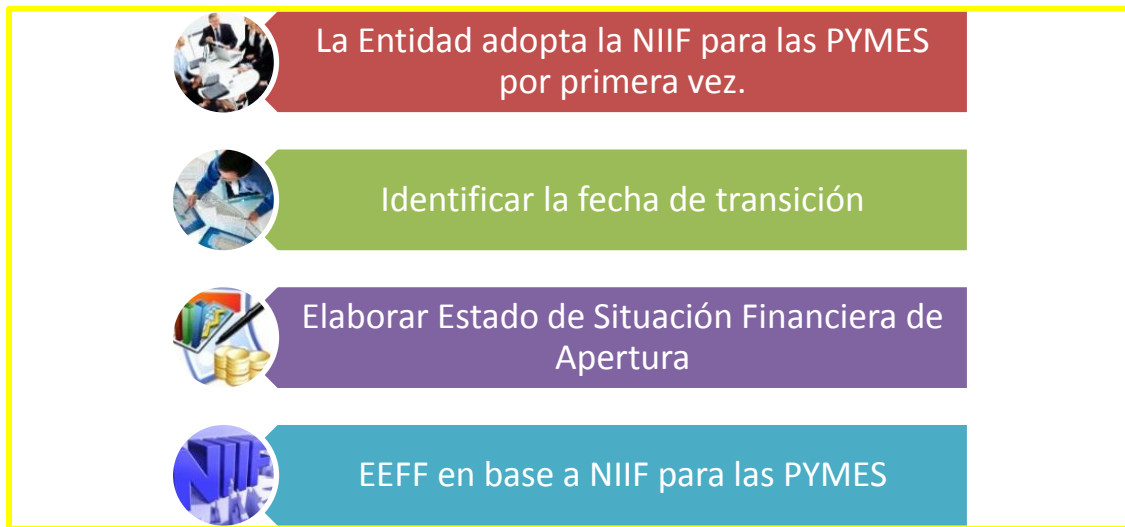 La Entidad adopta la NIIF para las PYMES
por primera vez.
Identificar la fecha de transición
Elaborar Estado de Situación Financiera de
Apertura
NIIF
EEFF en base a NIIF para las PYMES